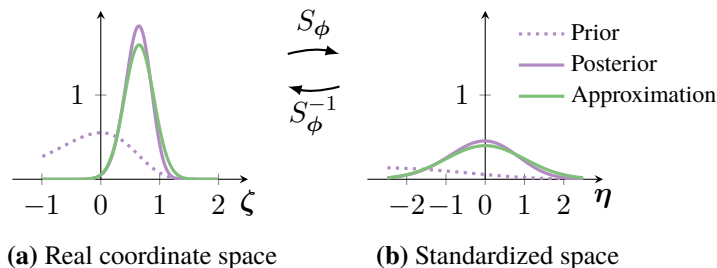 S_ϕ
S_ϕ^{-1}
1
−1 0 1 2 ζ
1
−2 −1 0 1 2 η
Prior
Posterior
Approximation
(a) Real coordinate space
(b) Standardized space